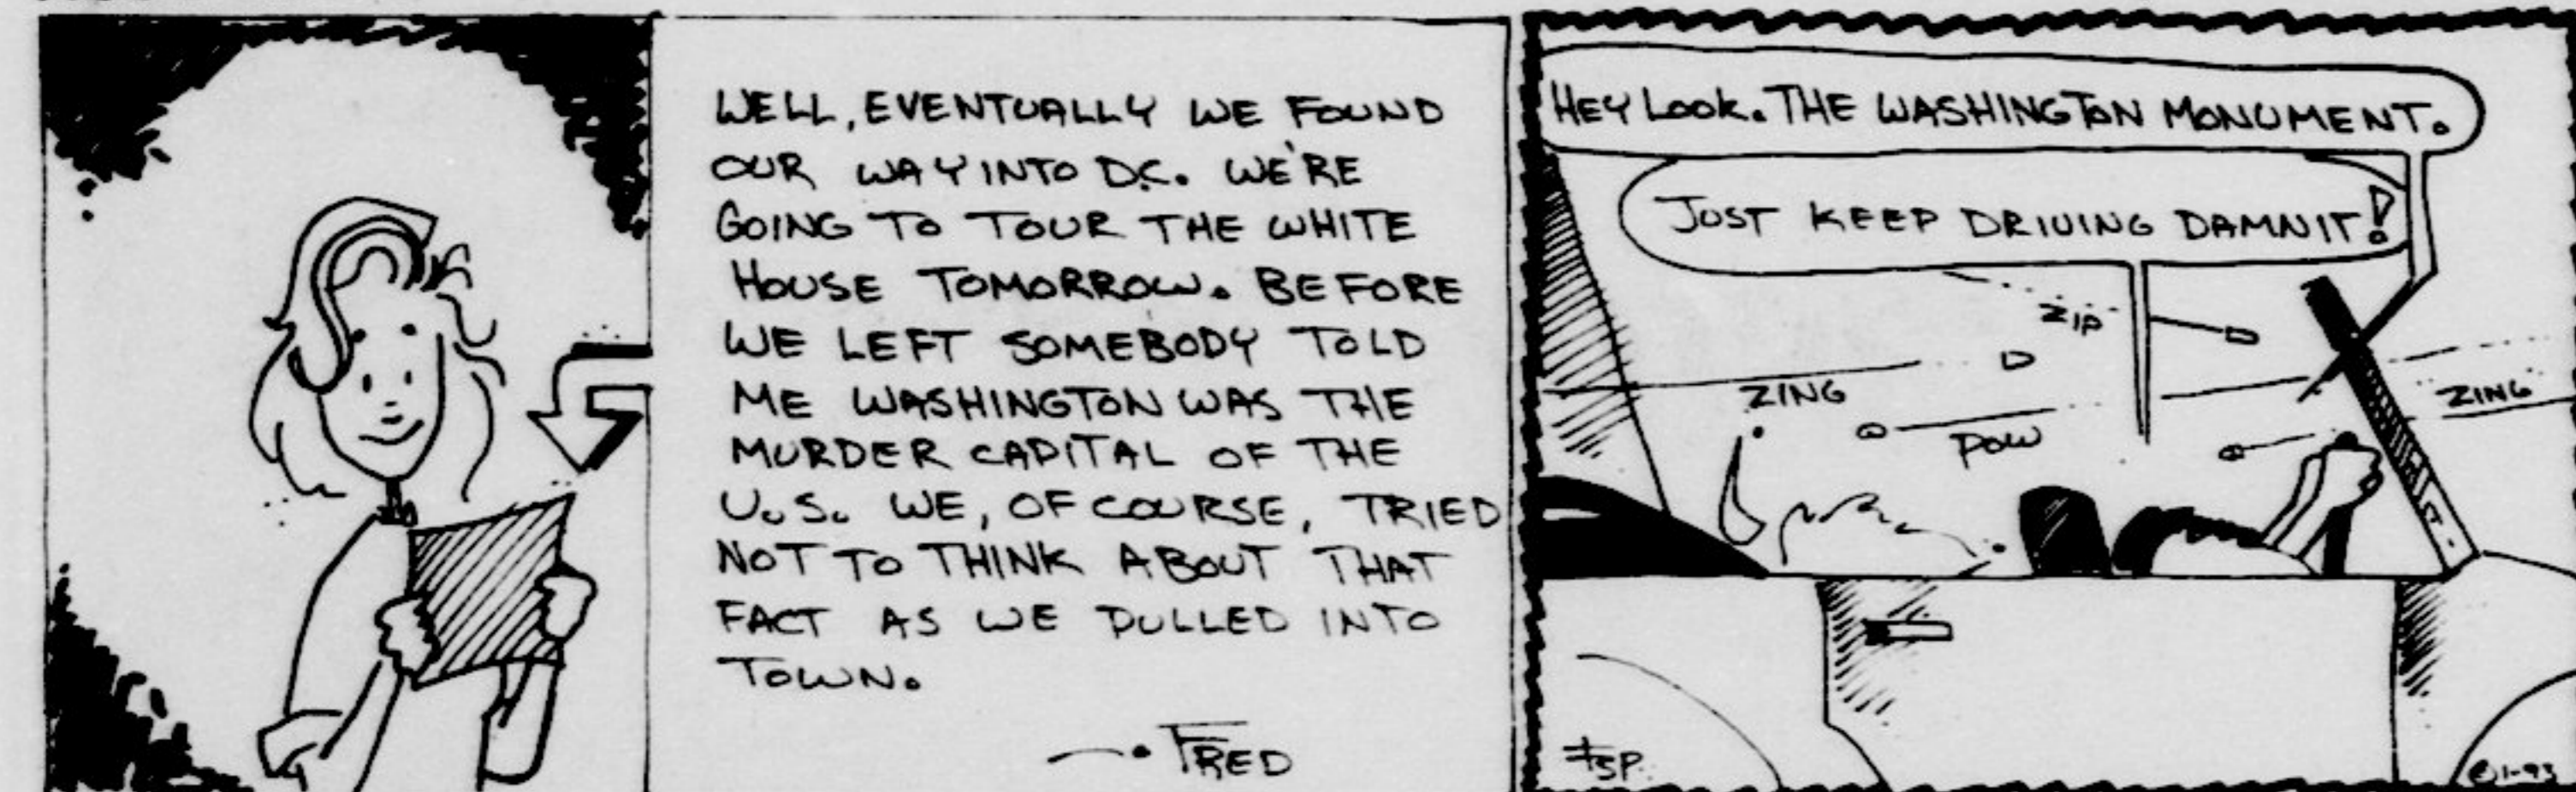 WELL, EVENTUALLY WE FOUND
OUR WAY INTO D.C. WE'RE
GOING TO TOUR THE WHITE
HOUSE TOMORROW. BEFORE
WE LEFT SOMEBODY TOLD
ME WASHINGTON WAS THE
MURDER CAPITAL OF THE
U.S. WE, OF COURSE, TRIED
NOT TO THINK ABOUT THAT
FACT AS WE PULLED INTO
TOWN.
—· FRED
HEY LOOK. THE WASHINGTON MONUMENT.
JUST KEEP DRIVING DAMNIT!
ZIP
ZING
ZING
POW
©1-93